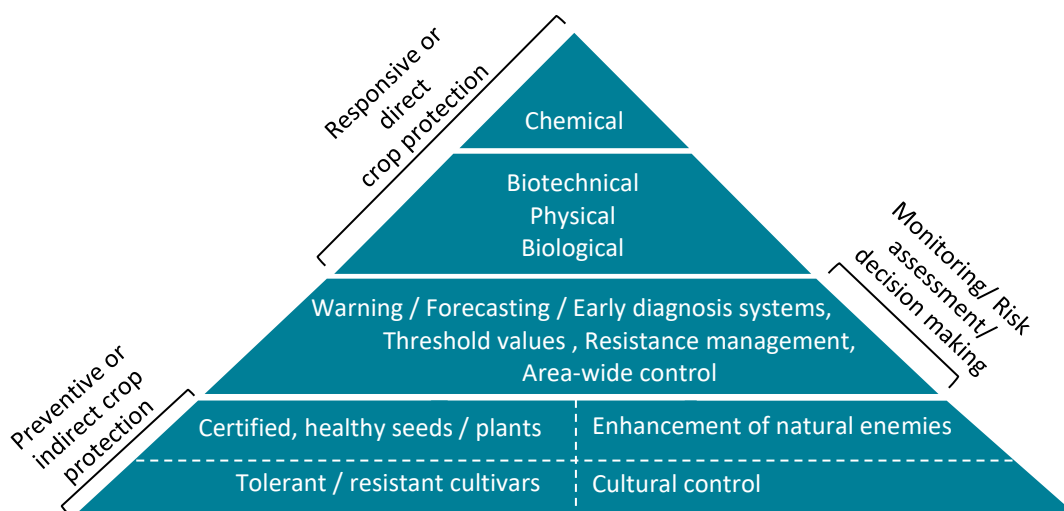 Responsive or
direct
crop protection
Chemical
Biotechnical
Physical
Biological
Monitoring/ Risk
assessment/
decision making
Warning / Forecasting / Early diagnosis systems,
Threshold values , Resistance management,
Area-wide control
Preventive or
indirect crop
protection
Certified, healthy seeds / plants
Enhancement of natural enemies
Tolerant / resistant cultivars
Cultural control